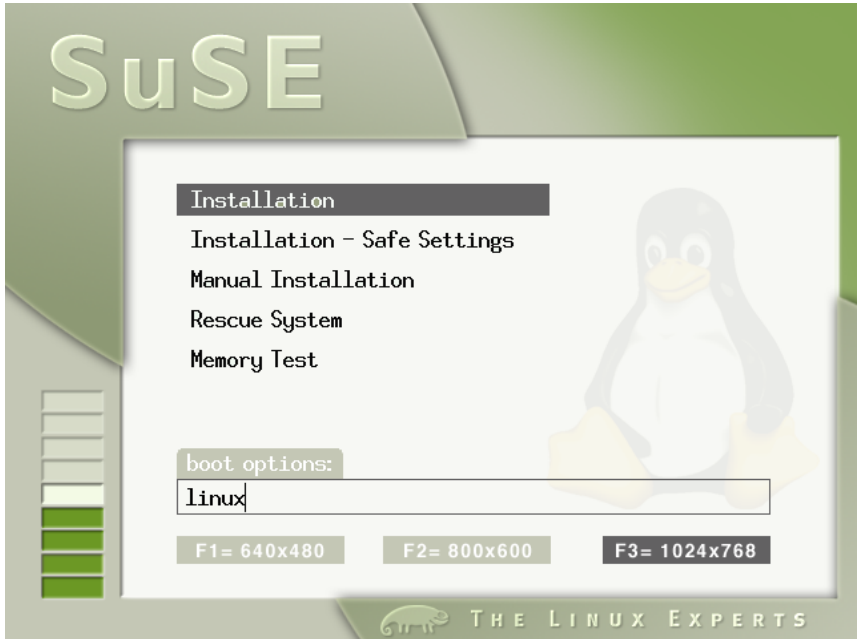 SuSE
Installation
Installation - Safe Settings
Manual Installation
Rescue System
Memory Test
boot options:
linux
F1= 640x480 F2= 800x600 F3= 1024x768
THE LINUX EXPERTS